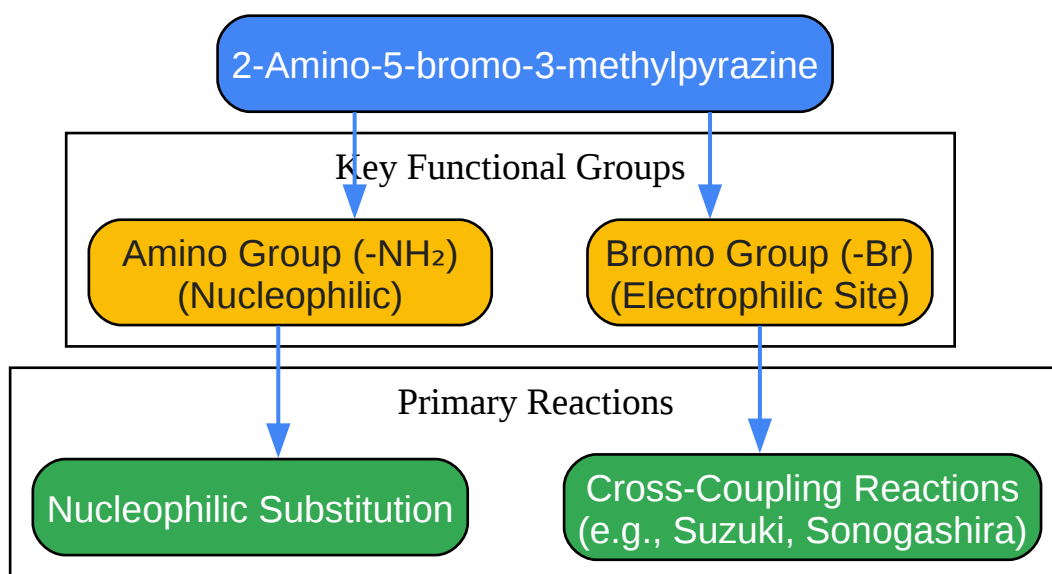 2-Amino-5-bromo-3-methylpyrazine
Key Functional Groups
Amino Group (-NH₂)
(Nucleophilic)
Bromo Group (-Br)
(Electrophilic Site)
Primary Reactions
Nucleophilic Substitution
Cross-Coupling Reactions
(e.g., Suzuki, Sonogashira)